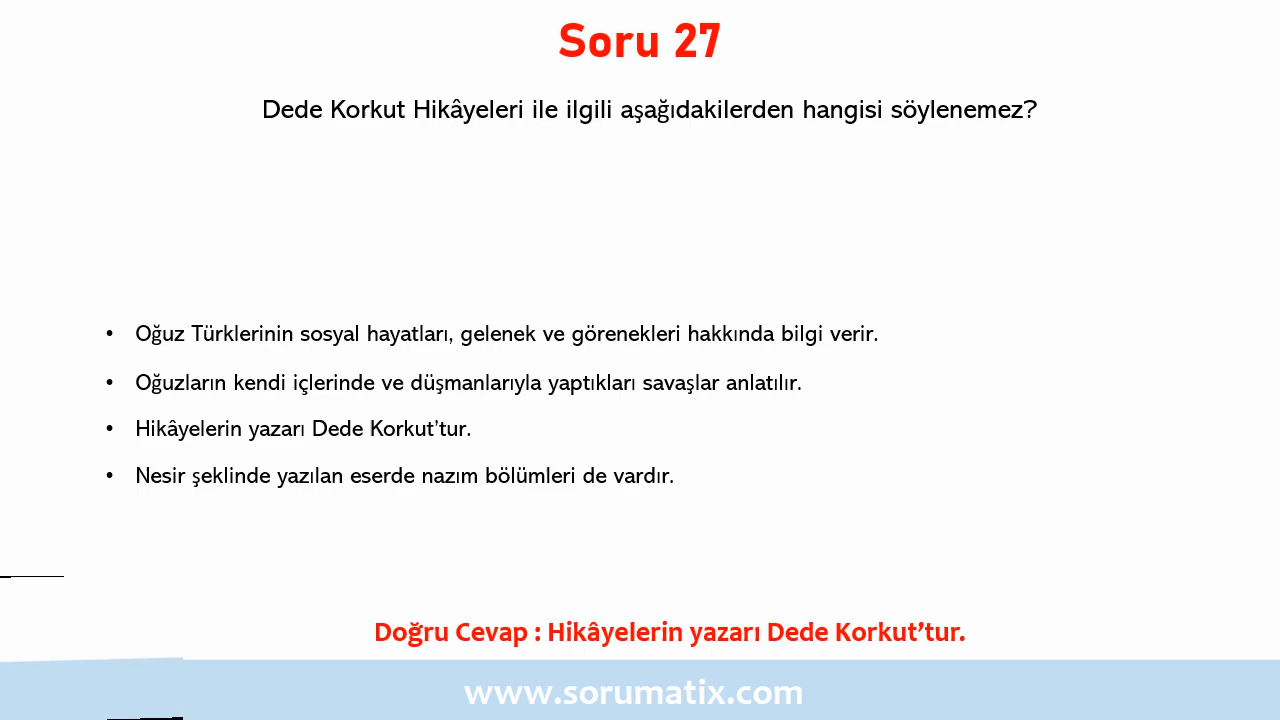 Soru 27
Dede Korkut Hikâyeleri ile ilgili aşağıdakilerden hangisi söylenemez?
• Oğuz Türklerinin sosyal hayatları, gelenek ve görenekleri hakkında bilgi verir.
• Oğuzların kendi içlerinde ve düşmanlarıyla yaptıkları savaşlar anlatılır.
• Hikâyelerin yazarı Dede Korkut’tur.
• Nesir şeklinde yazılan eserde nazım bölümleri de vardır.
Doğru Cevap : Hikâyelerin yazarı Dede Korkut’tur.
www.sorumatix.com